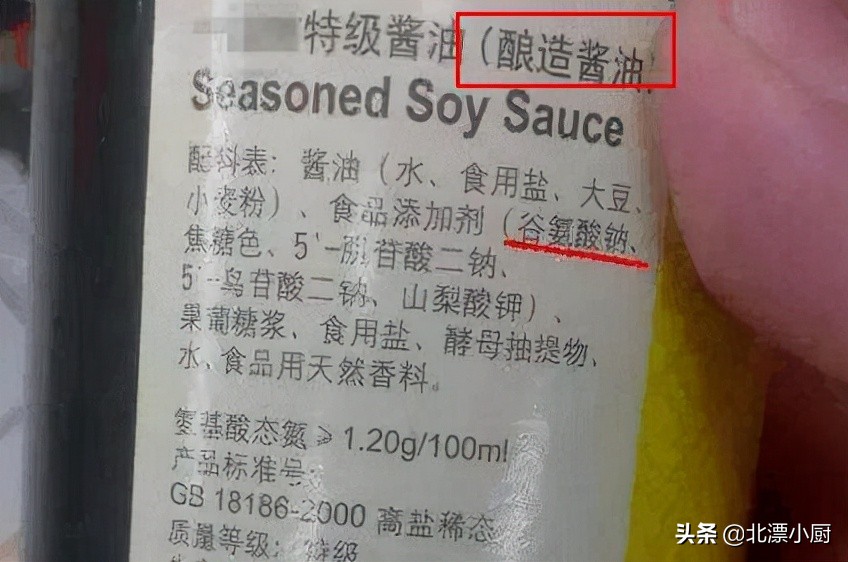 特级酱油（酿造酱油）
Seasoned Soy Sauce
配料表：酱油（水、食用盐、大豆、
小麦粉）、食品添加剂（谷氨酸钠、
焦糖色、5'-肌苷酸二钠、
5'-鸟苷酸二钠、山梨酸钾）、
果葡糖浆、食用盐、酵母抽提物、
水、食品用天然香料。
氨基酸态氮≥1.20g/100ml
产品标准号：
GB 18186-2000 高盐稀态
质量等级：特级
头条 @北漂小厨